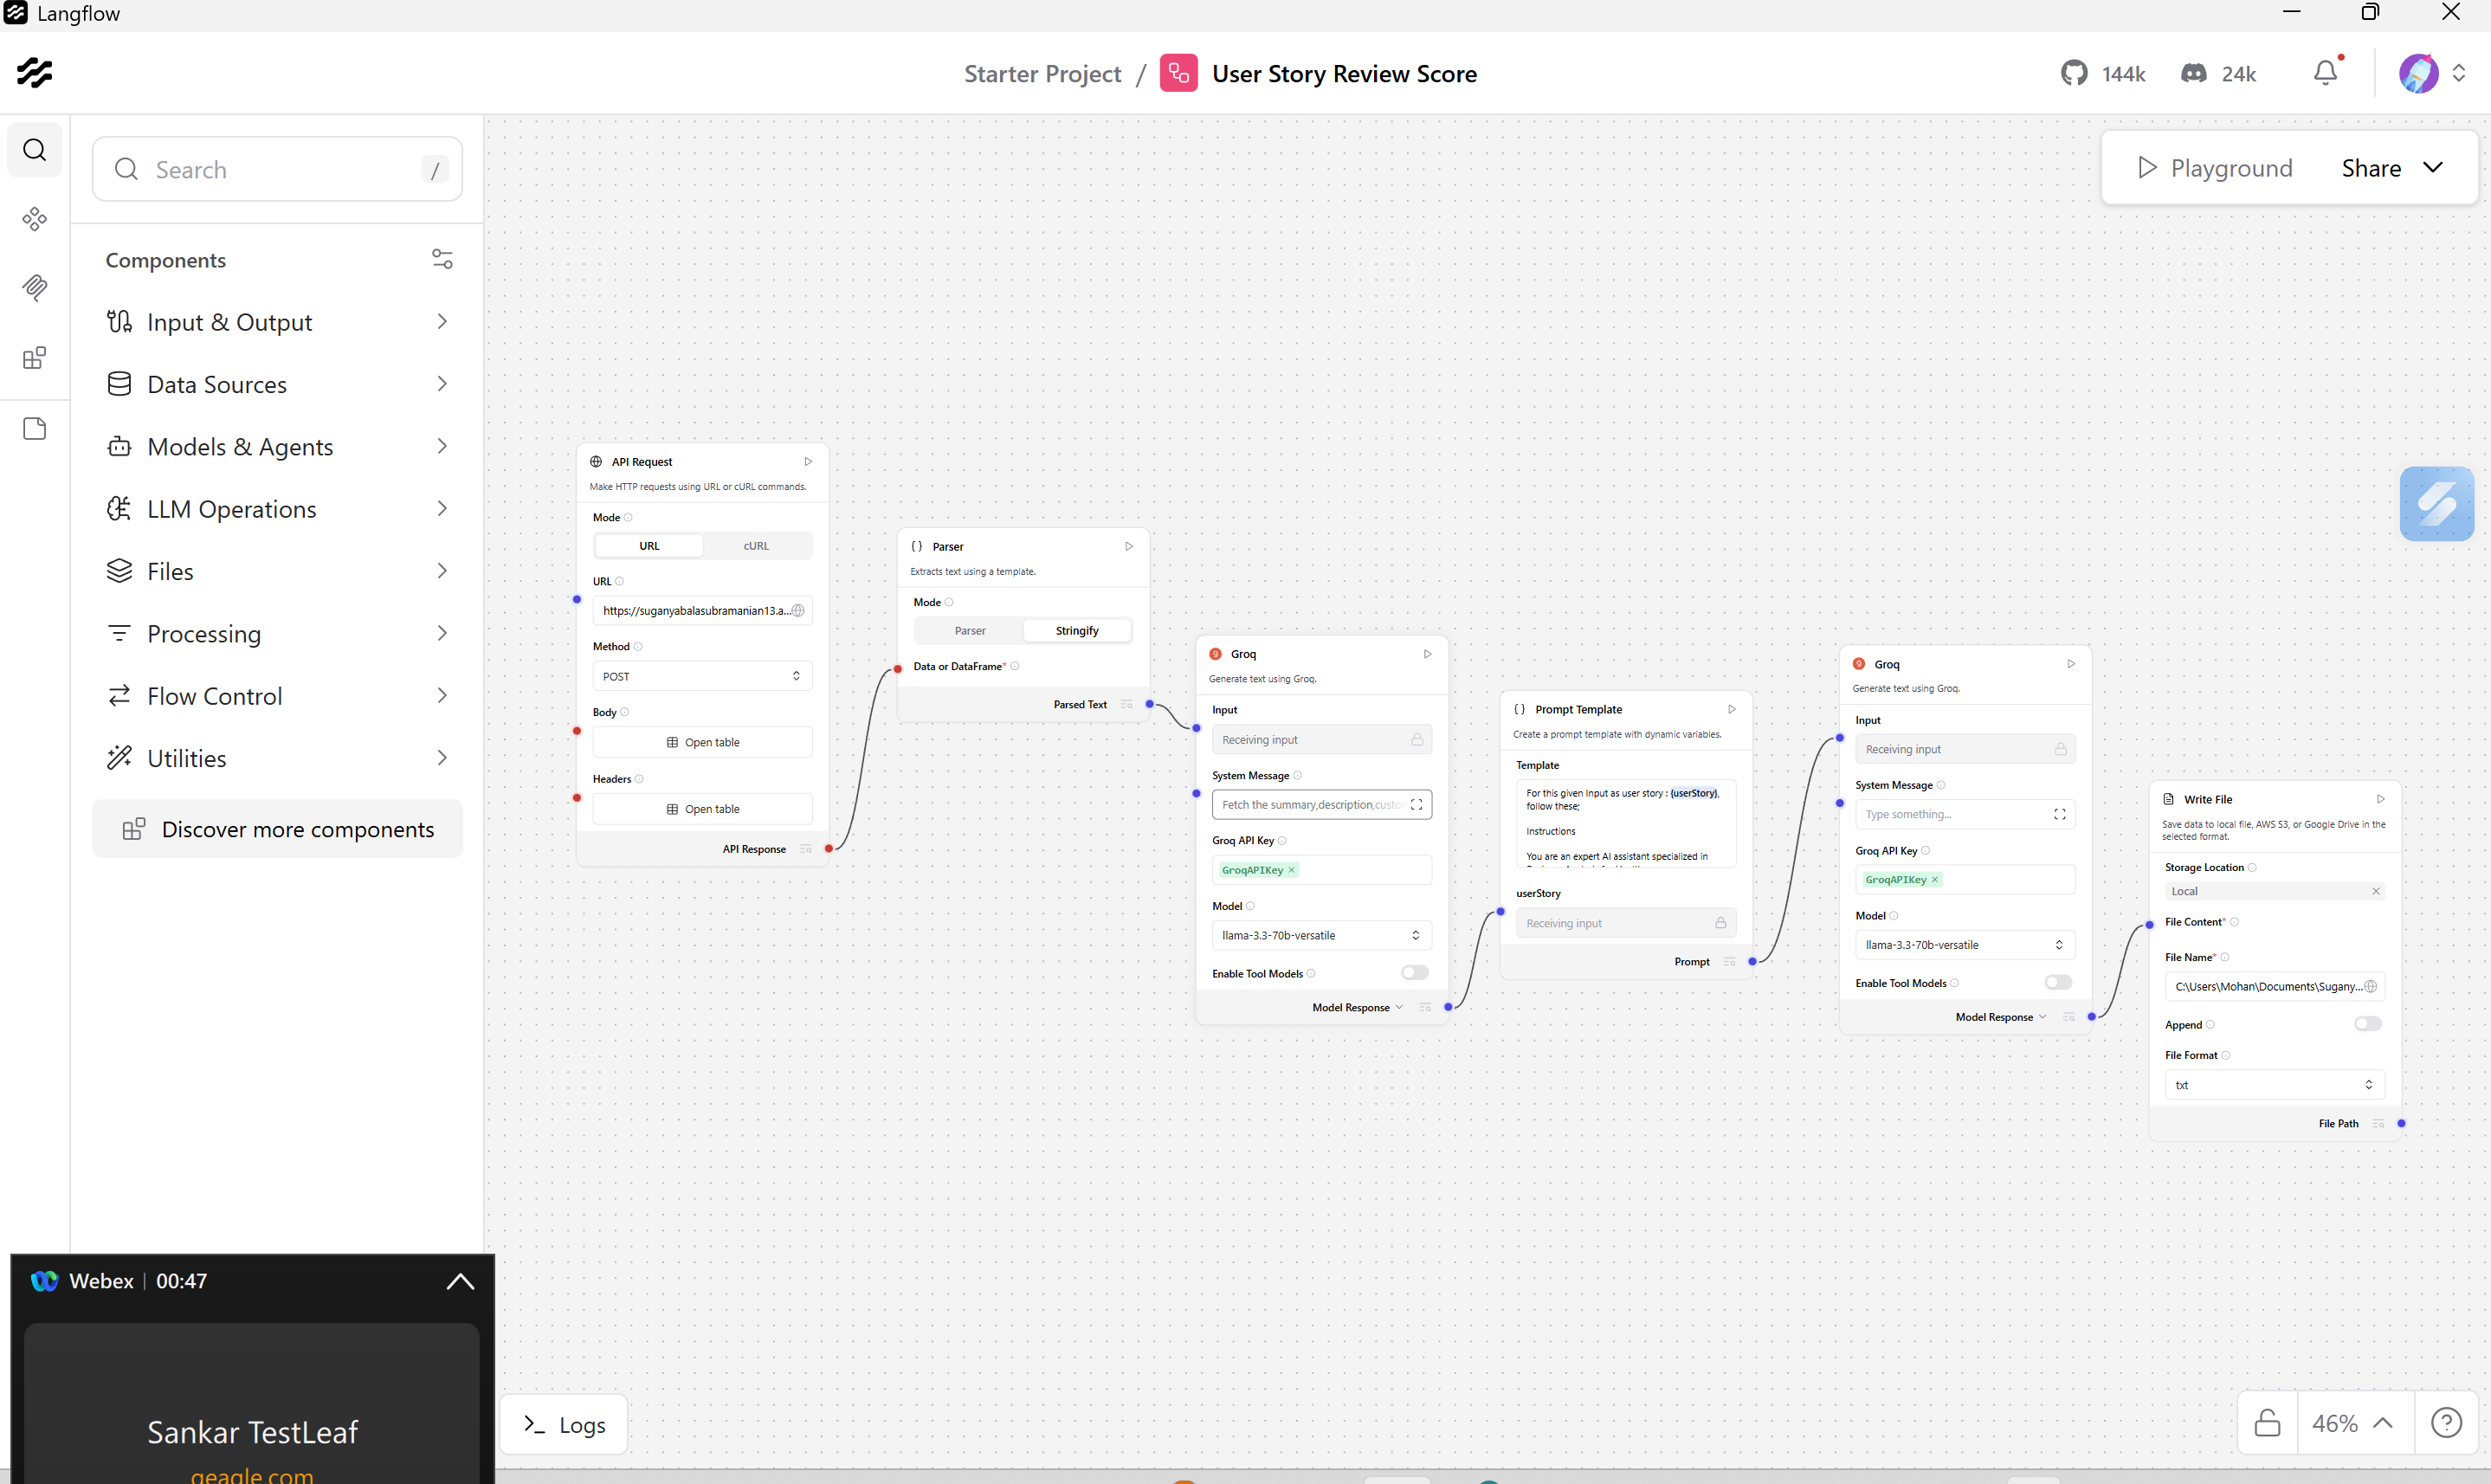 Langflow
Starter Project / User Story Review Score
144k
24k
Search
/
Playground
Share
Components
Input & Output
Data Sources
Models & Agents
LLM Operations
Files
Processing
Flow Control
Utilities
Discover more components
API Request
Make HTTP requests using URL or cURL commands.
Mode
URL
cURL
URL
https://suganyabalasubramanian13.a...
Method
POST
Body
Open table
Headers
Open table
API Response
Parser
Extracts text using a template.
Mode
Parser
Stringify
Data or DataFrame*
Parsed Text
Groq
Generate text using Groq.
Input
Receiving input
System Message
Fetch the summary,description,custo
Groq API Key
GroqAPIKey ×
Model
llama-3.3-70b-versatile
Enable Tool Models
Model Response
Prompt Template
Create a prompt template with dynamic variables.
Template
For this given Input as user story : {userStory},
follow these;
Instructions
You are an expert AI assistant specialized in
userStory
Receiving input
Prompt
Groq
Generate text using Groq.
Input
Receiving input
System Message
Type something...
Groq API Key
GroqAPIKey ×
Model
llama-3.3-70b-versatile
Enable Tool Models
Model Response
Write File
Save data to local file, AWS S3, or Google Drive in the
selected format.
Storage Location
Local
File Content*
File Name*
C:\Users\Mohan\Documents\Sugany...
Append
File Format
txt
File Path
Webex | 00:47
Sankar TestLeaf
qeagle.com
Logs
46%